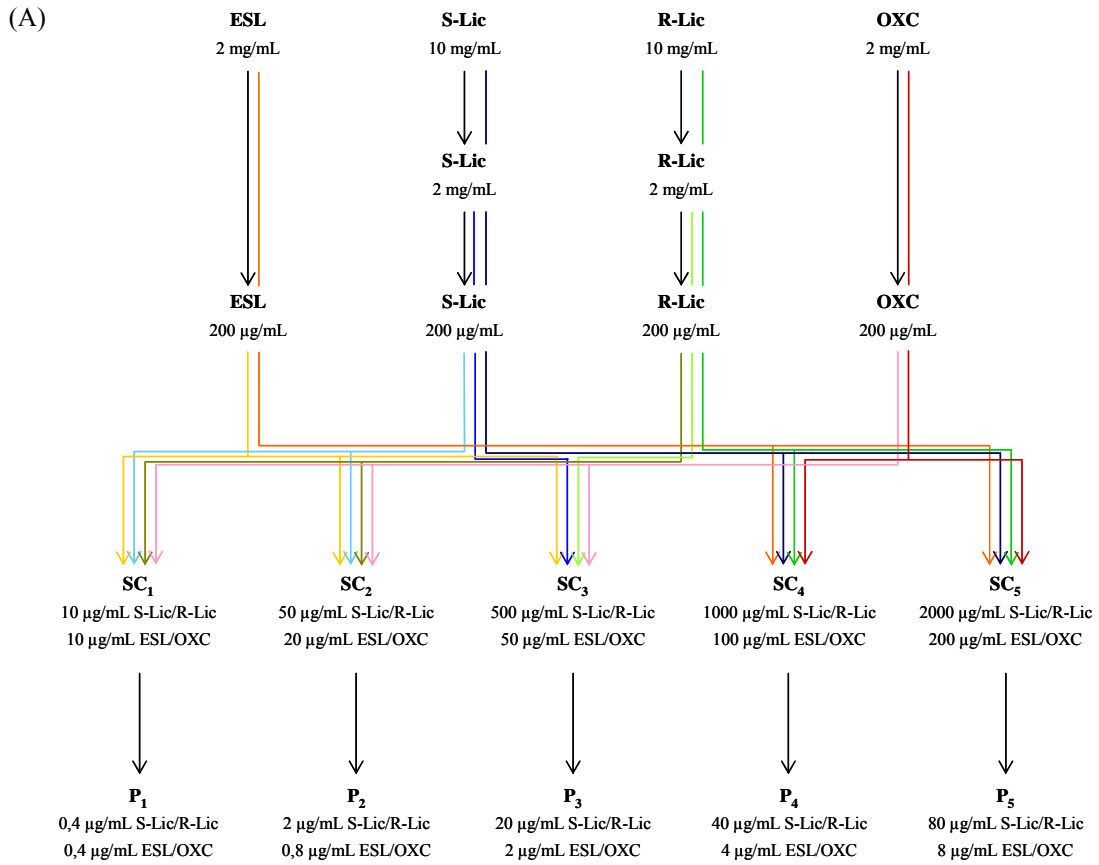 (A)
ESL S-Lic R-Lic OXC
2 mg/mL 10 mg/mL 10 mg/mL 2 mg/mL
S-Lic R-Lic
2 mg/mL 2 mg/mL
ESL S-Lic R-Lic OXC
200 µg/mL 200 µg/mL 200 µg/mL 200 µg/mL
SC₁ SC₂ SC₃ SC₄ SC₅
10 µg/mL S-Lic/R-Lic 50 µg/mL S-Lic/R-Lic 500 µg/mL S-Lic/R-Lic 1000 µg/mL S-Lic/R-Lic 2000 µg/mL S-Lic/R-Lic
10 µg/mL ESL/OXC 20 µg/mL ESL/OXC 50 µg/mL ESL/OXC 100 µg/mL ESL/OXC 200 µg/mL ESL/OXC
P₁ P₂ P₃ P₄ P₅
0,4 µg/mL S-Lic/R-Lic 2 µg/mL S-Lic/R-Lic 20 µg/mL S-Lic/R-Lic 40 µg/mL S-Lic/R-Lic 80 µg/mL S-Lic/R-Lic
0,4 µg/mL ESL/OXC 0,8 µg/mL ESL/OXC 2 µg/mL ESL/OXC 4 µg/mL ESL/OXC 8 µg/mL ESL/OXC